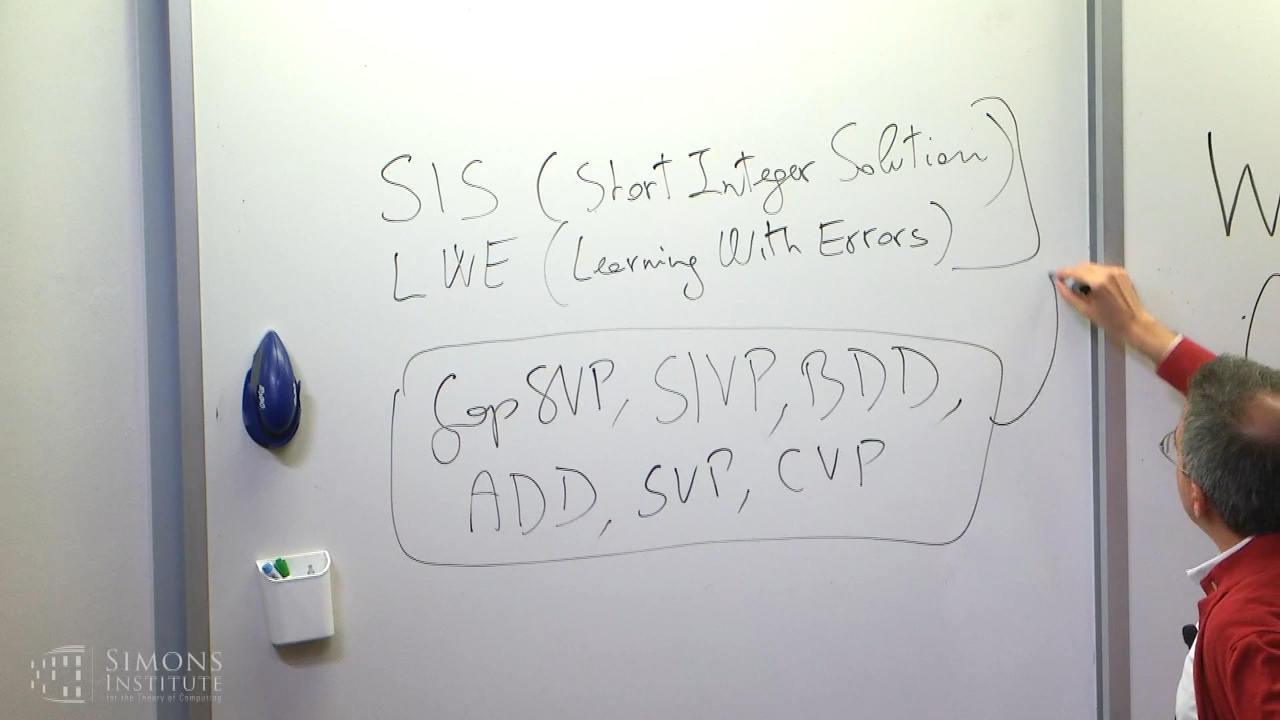 SIS (Short Integer Solution)
LWE (Learning With Errors)
GapSVP, SIVP, BDD,
ADD, SVP, CVP
W
SIMONS
INSTITUTE
for the Theory of Computing